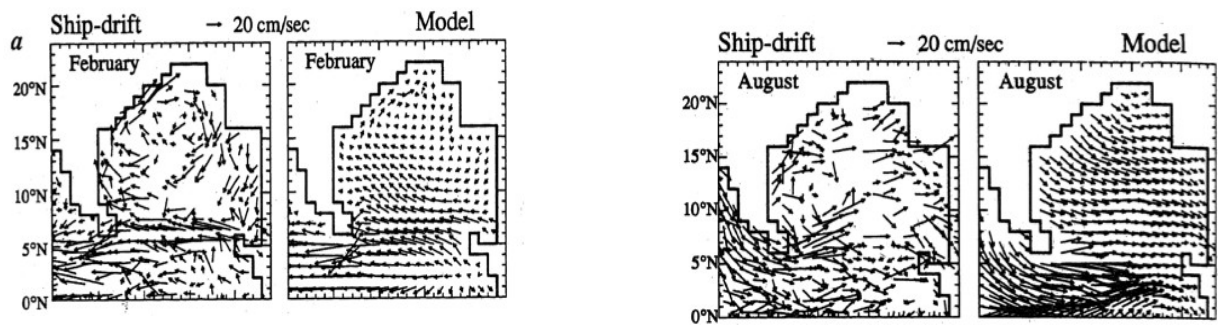 Ship-drift → 20 cm/sec Model
a
February February
20°N
15°N
10°N
5°N
0°N
Ship-drift → 20 cm/sec Model
August August
20°N
15°N
10°N
5°N
0°N